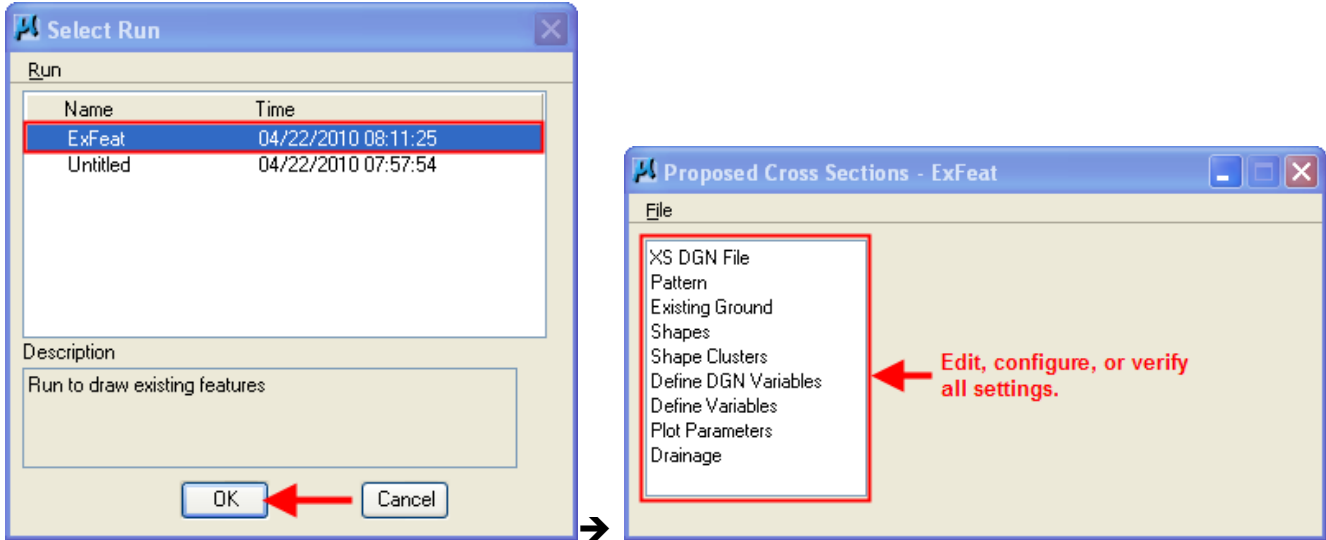 Select Run
Run
Name Time
ExFeat 04/22/2010 08:11:25
Untitled 04/22/2010 07:57:54
Description
Run to draw existing features
OK Cancel
Proposed Cross Sections - ExFeat
File
XS DGN File
Pattern
Existing Ground
Shapes
Shape Clusters
Define DGN Variables
Define Variables
Plot Parameters
Drainage
Edit, configure, or verify
all settings.